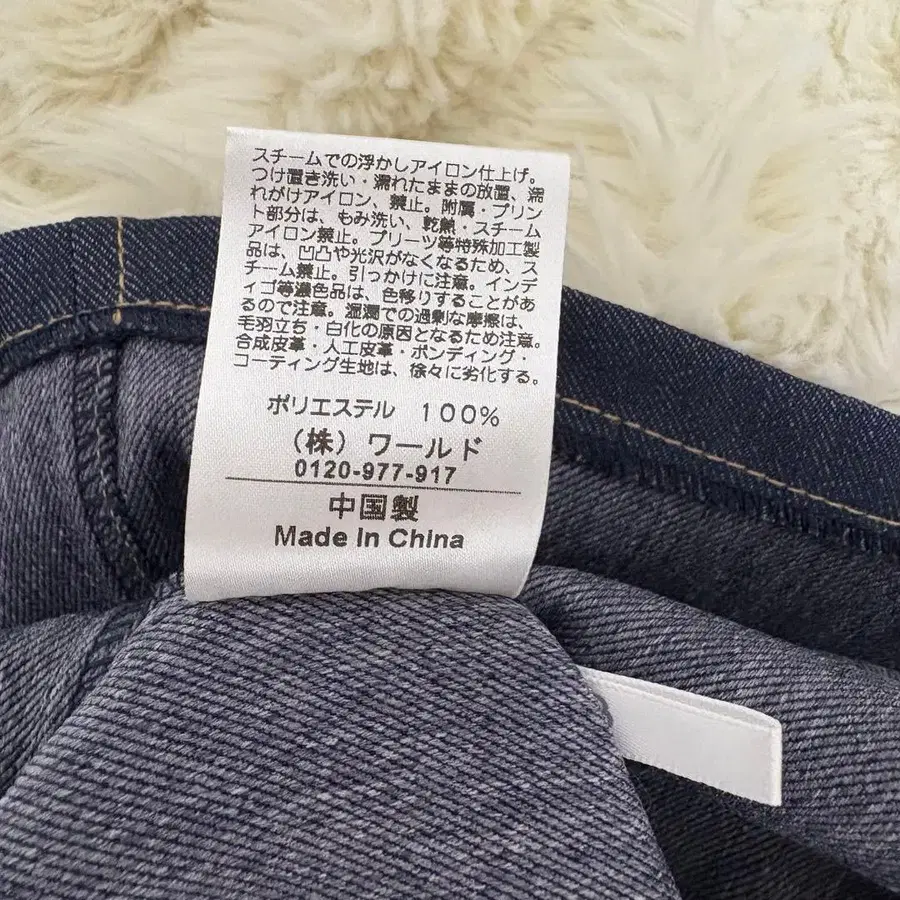 スチームでの浮かしアイロン仕上げ。
つけ置き洗い・濡れたままの放置、濡
れがけアイロン、禁止。附属・プリン
ト部分は、もみ洗い、乾熱・スチーム
アイロン禁止。プリーツ等特殊加工製
品は、凹凸や光沢がなくなるため、ス
チーム禁止。引っかけに注意。インデ
ィゴ等濃色品は、色移りすることがあ
るので注意。湿潤での過剰な摩擦は、
毛羽立ち・白化の原因となるため注意。
合成皮革・人工皮革・ボンディング・
コーティング生地は、徐々に劣化する。
ポリエステル 100%
(株) ワールド
0120-977-917
中国製
Made In China